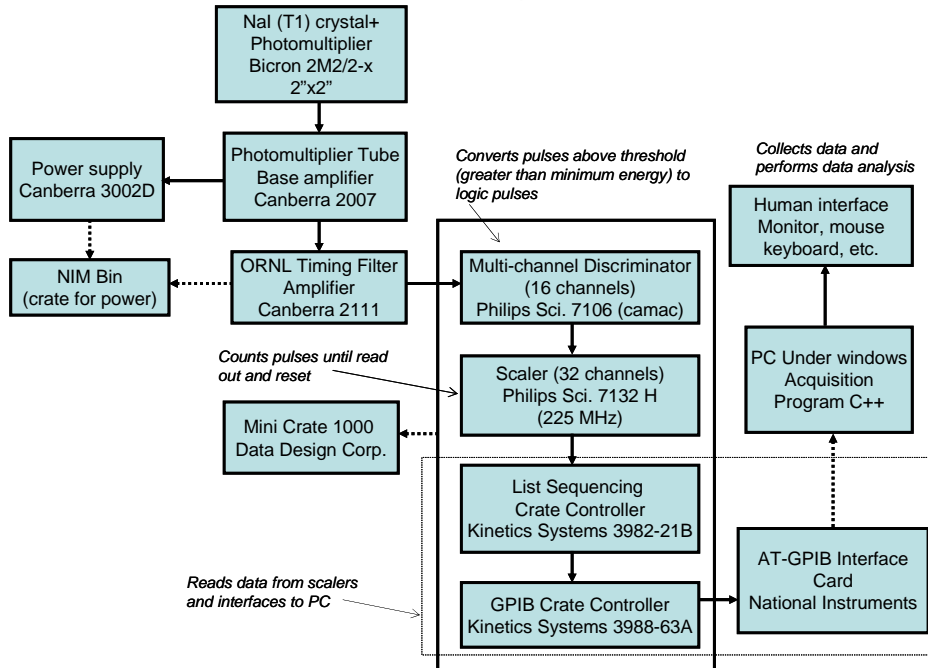 NaI (T1) crystal+
Photomultiplier
Bicron 2M2/2-x
2”x2”
Power supply
Canberra 3002D
Photomultiplier Tube
Base amplifier
Canberra 2007
Converts pulses above threshold
(greater than minimum energy) to
logic pulses
Collects data and
performs data analysis
Human interface
Monitor, mouse
keyboard, etc.
NIM Bin
(crate for power)
ORNL Timing Filter
Amplifier
Canberra 2111
Multi-channel Discriminator
(16 channels)
Philips Sci. 7106 (camac)
Counts pulses until read
out and reset
Scaler (32 channels)
Philips Sci. 7132 H
(225 MHz)
PC Under windows
Acquisition
Program C++
Mini Crate 1000
Data Design Corp.
List Sequencing
Crate Controller
Kinetics Systems 3982-21B
AT-GPIB Interface
Card
National Instruments
Reads data from scalers
and interfaces to PC
GPIB Crate Controller
Kinetics Systems 3988-63A